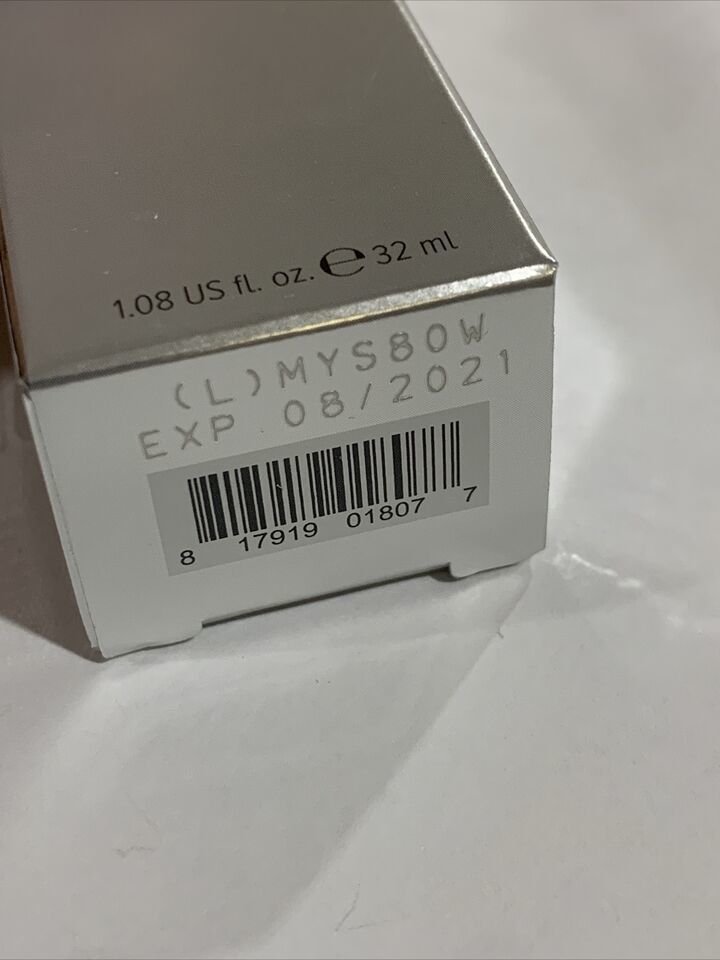 1.08 US fl. oz. ℮ 32 ml
(L)MYS80W
EXP 08/2021
8 17919 01807 7